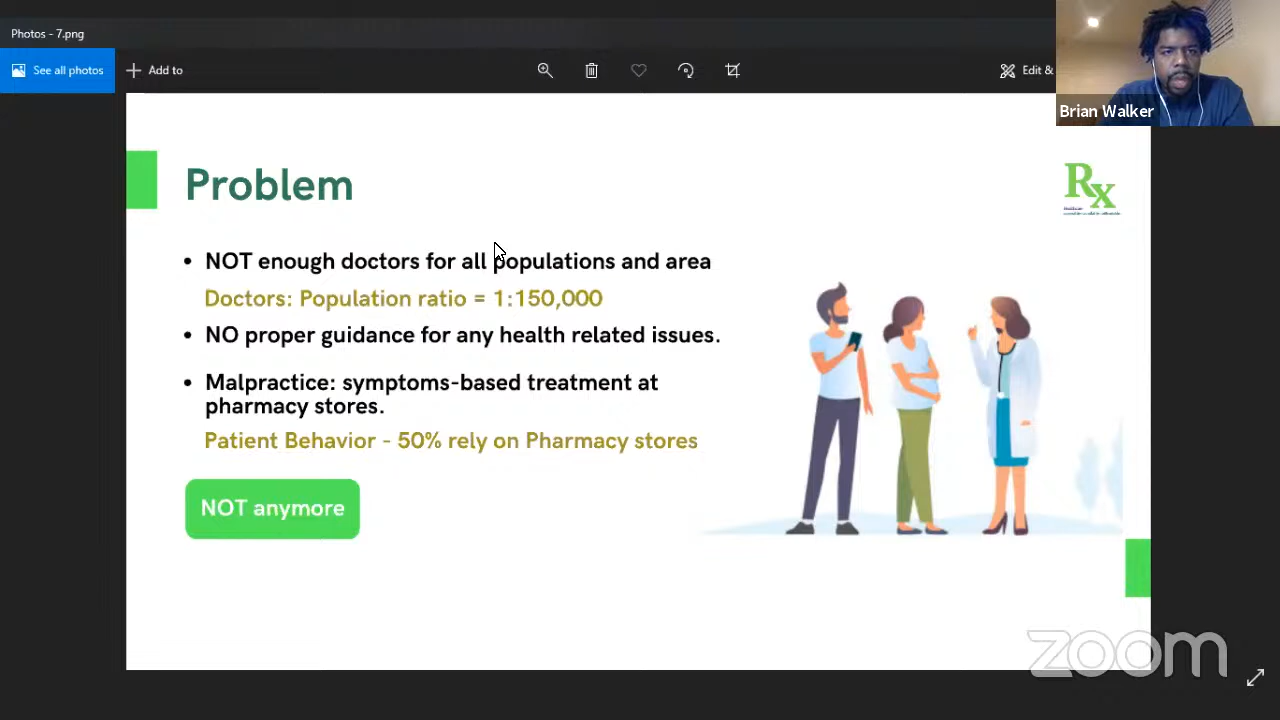 Photos - 7.png
See all photos
Add to
Edit &
Brian Walker
Problem
Rx
• NOT enough doctors for all populations and area
Doctors: Population ratio = 1:150,000
• NO proper guidance for any health related issues.
• Malpractice: symptoms-based treatment at
pharmacy stores.
Patient Behavior - 50% rely on Pharmacy stores
NOT anymore
zoom